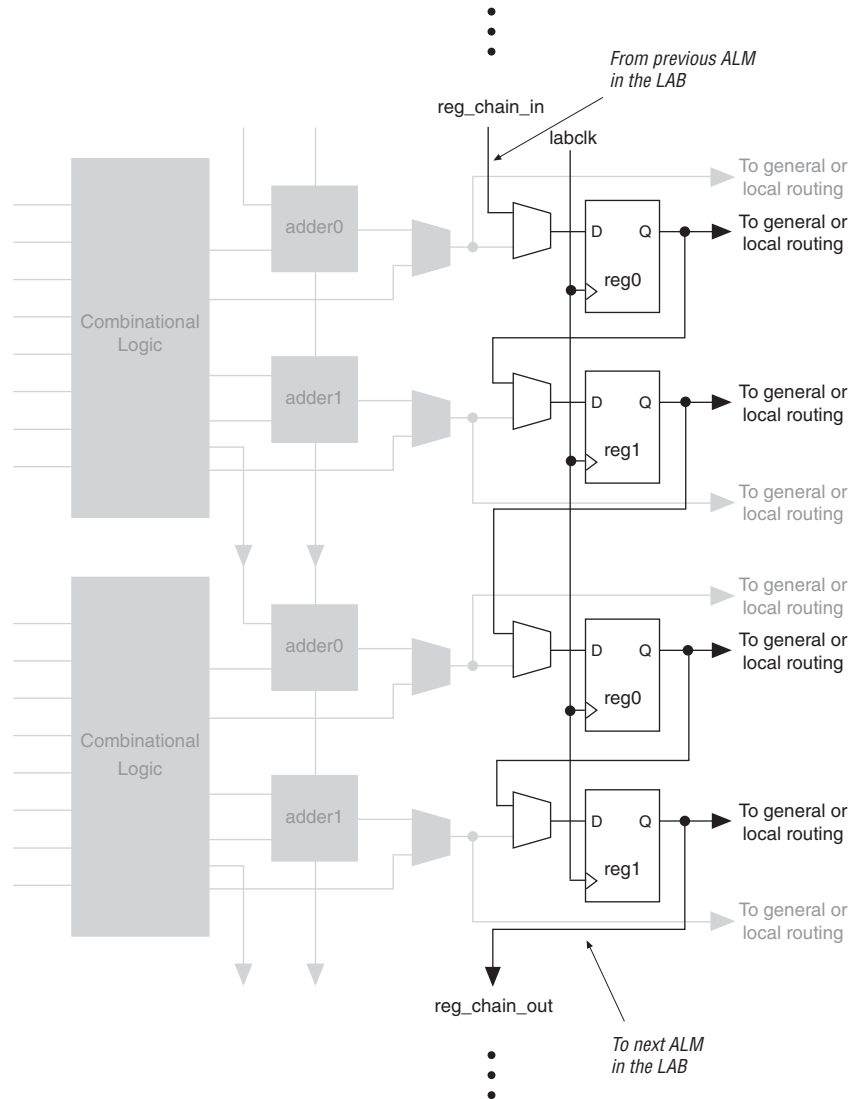 From previous ALM
in the LAB
reg_chain_in
labclk
To general or
local routing
adder0
D Q
To general or
local routing
reg0
Combinational
Logic
adder1
D Q
To general or
local routing
reg1
To general or
local routing
To general or
local routing
adder0
D Q
To general or
local routing
reg0
Combinational
Logic
adder1
D Q
To general or
local routing
reg1
To general or
local routing
reg_chain_out
To next ALM
in the LAB